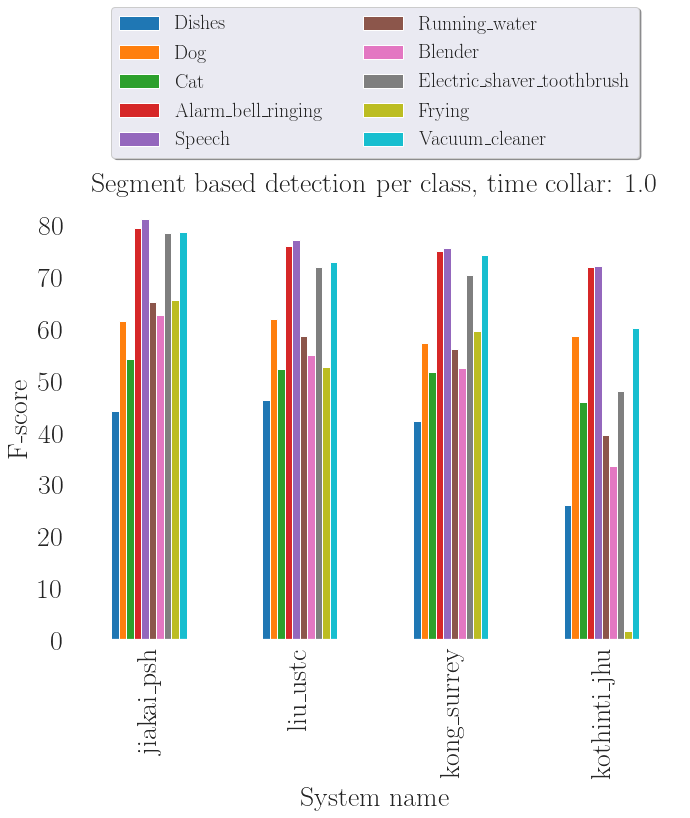 Dishes
Dog
Cat
Alarm_bell_ringing
Speech
Running_water
Blender
Electric_shaver_toothbrush
Frying
Vacuum_cleaner
Segment based detection per class, time collar: 1.0
F-score
80
70
60
50
40
30
20
10
0
jiakai_psh
liu_ustc
kong_surrey
kothinti_jhu
System name